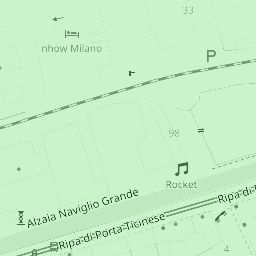 33
nhow Milano
P
98
Rocket
Alzaia Naviglio Grande
Ripa di Porta Ticinese
Ripa di
4